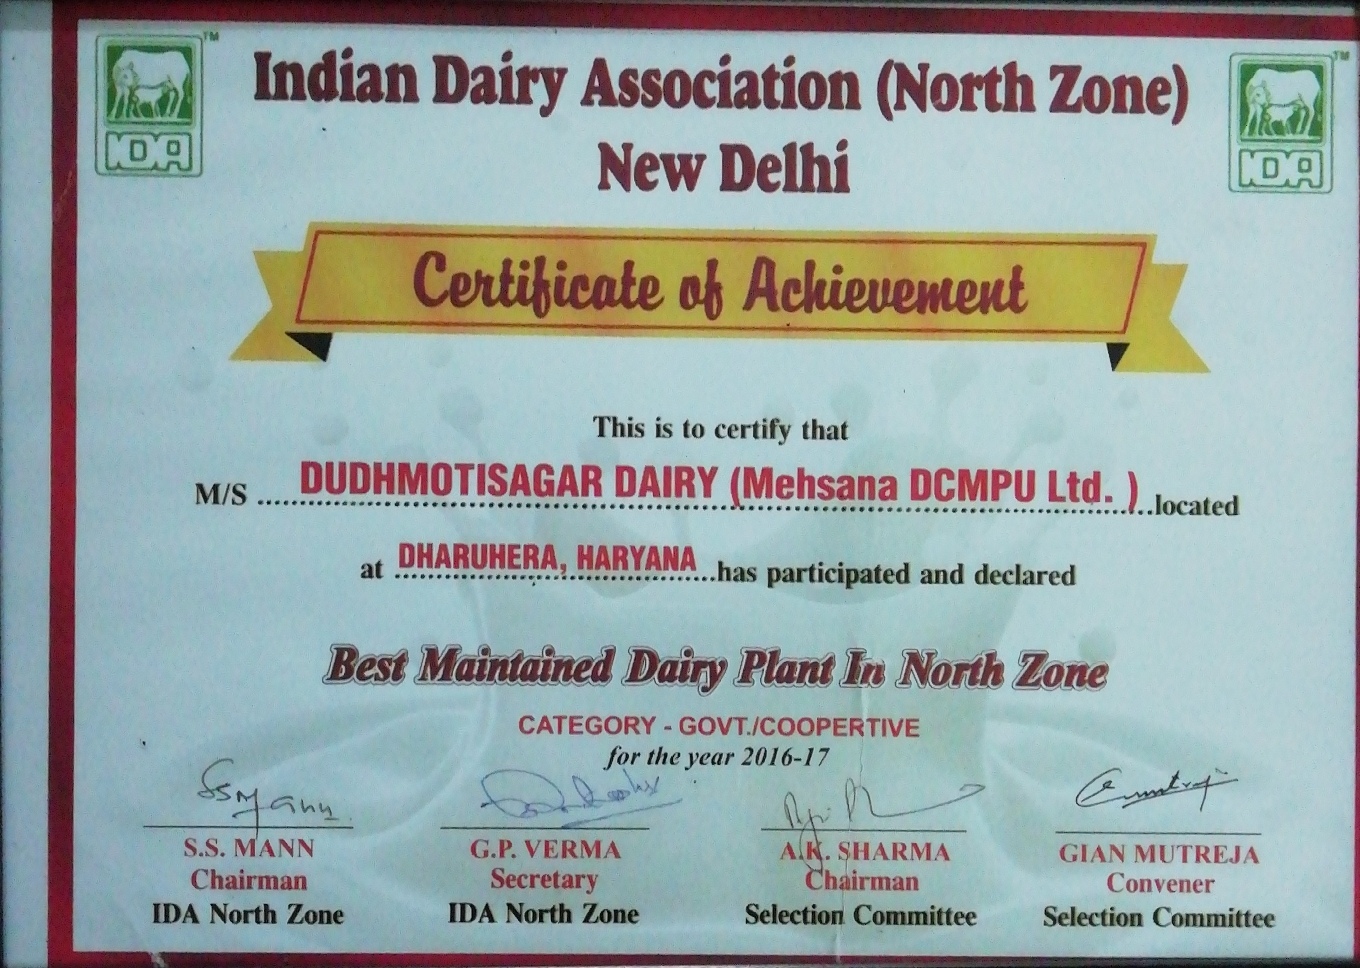 TM
TM
Indian Dairy Association (North Zone)
New Delhi
IDA
IDA
Certificate of Achievement
This is to certify that
M/S .... DUDHMOTISAGAR DAIRY (Mehsana DCMPU Ltd. ) ..located
at DHARUHERA, HARYANA ...has participated and declared
Best Maintained Dairy Plant In North Zone
CATEGORY - GOVT./COOPERTIVE
for the year 2016-17
S.S. MANN
Chairman
IDA North Zone
G.P. VERMA
Secretary
IDA North Zone
A.K. SHARMA
Chairman
Selection Committee
GIAN MUTREJA
Convener
Selection Committee